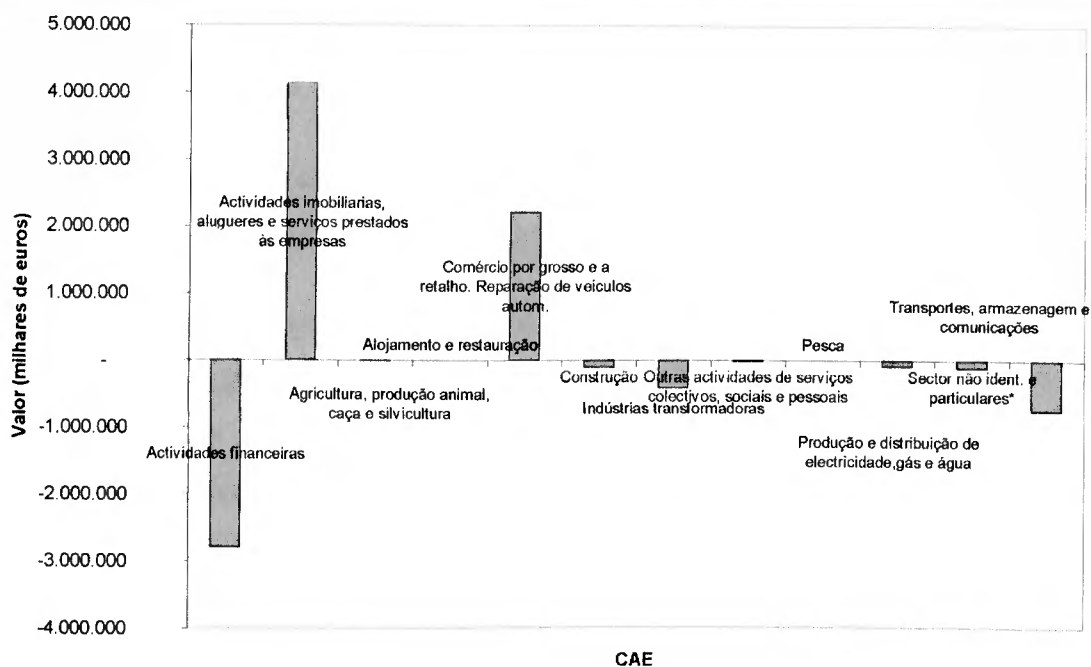 5.000.000
4.000.000
3.000.000
2.000.000
1.000.000
-
-1.000.000
-2.000.000
-3.000.000
-4.000.000
Valor (milhares de euros)
Actividades financeiras
Actividades imobiliarias,
alugueres e serviços prestados
às empresas
Agricultura, produção animal,
caça e silvicultura
Alojamento e restauração
Comércio por grosso e a
retalho. Reparação de veiculos
autom.
Construção
Indústrias transformadoras
Outras actividades de serviços
colectivos, sociais e pessoais
Pesca
Produção e distribuição de
electricidade,gás e água
Sector não ident. e
particulares*
Transportes, armazenagem e
comunicações
CAE